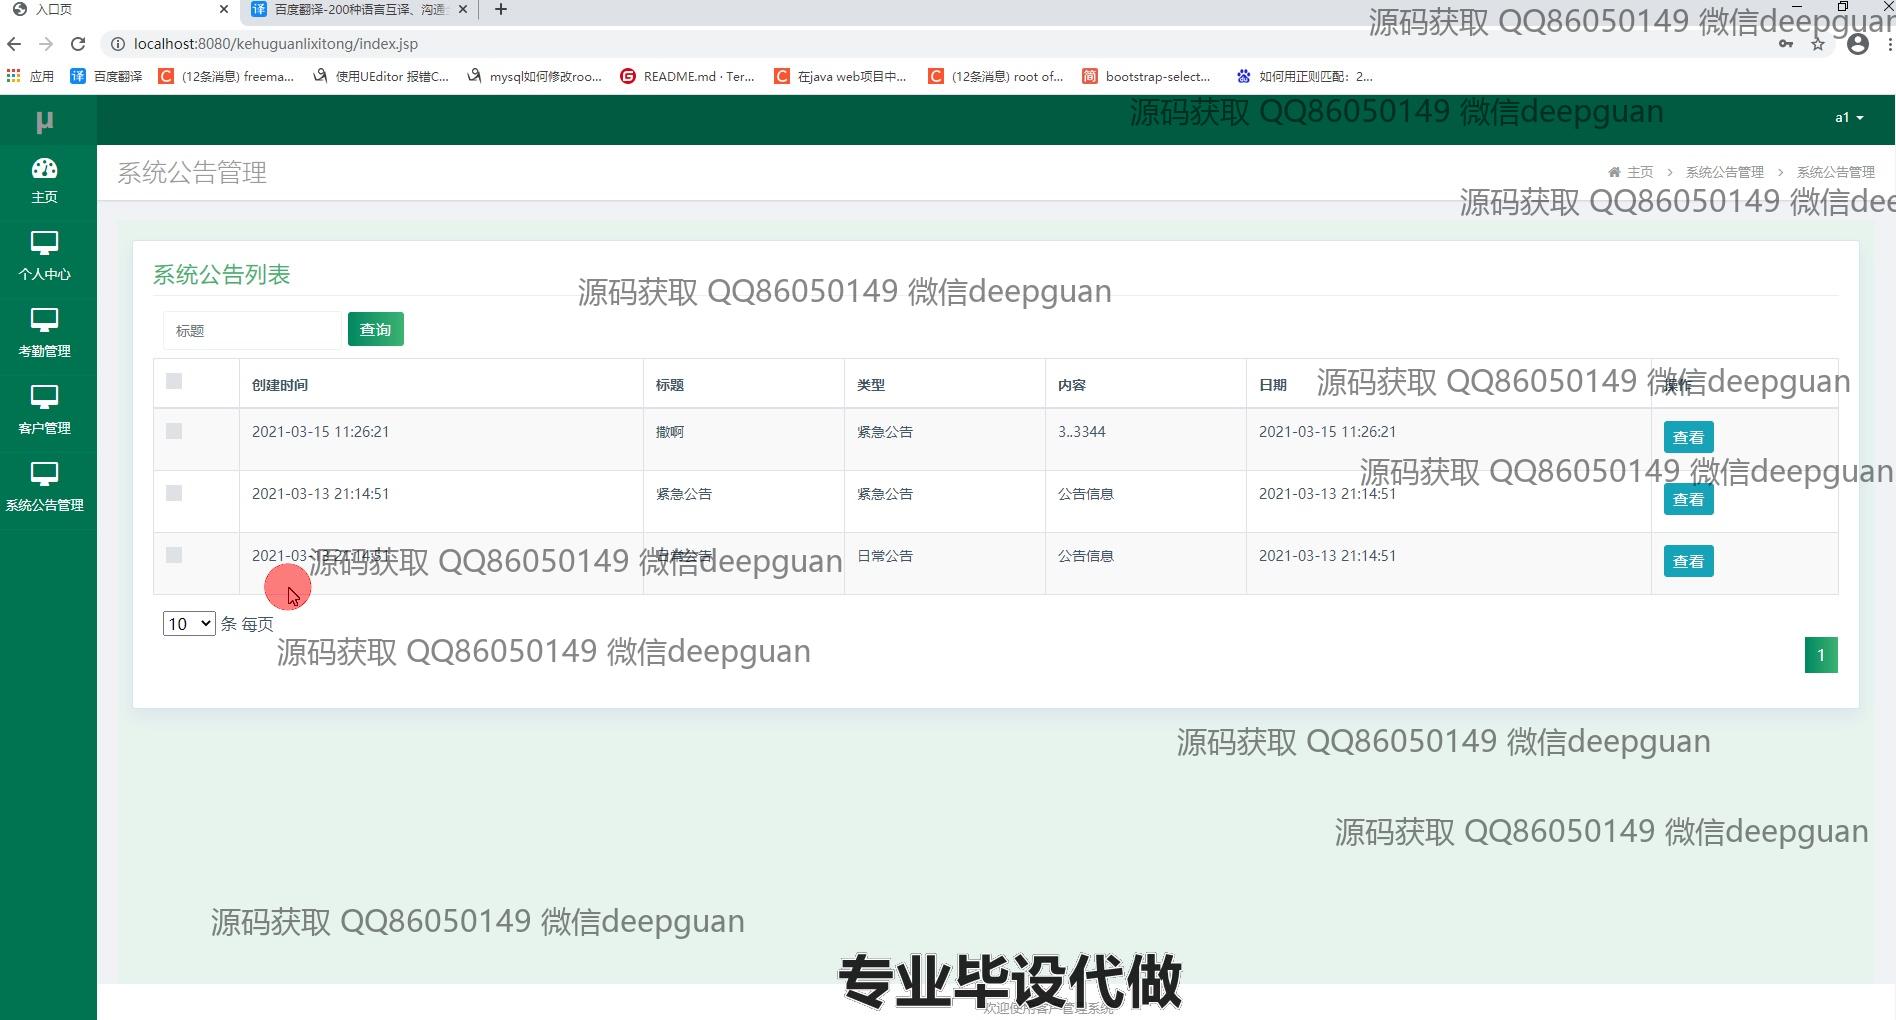 入口页
百度翻译-200种语言互译、沟通
localhost:8080/kehuguanlixitong/index.jsp
源码获取 QQ86050149 微信deepguan
应用 百度翻译 (12条消息) freema... 使用UEditor 报错C... mysql如何修改roo... README.md · Ter... 在java web项目中... (12条消息) root of... bootstrap-select... 如何用正则匹配：2...
µ
源码获取 QQ86050149 微信deepguan
a1
主页
个人中心
考勤管理
客户管理
系统公告管理
系统公告管理
主页 > 系统公告管理 > 系统公告管理
源码获取 QQ86050149 微信dee
系统公告列表
源码获取 QQ86050149 微信deepguan
标题 查询
创建时间 标题 类型 内容 日期 操作
源码获取 QQ86050149 微信deepguan
2021-03-15 11:26:21 撒啊 紧急公告 3..3344 2021-03-15 11:26:21 查看
源码获取 QQ86050149 微信deepguan
2021-03-13 21:14:51 紧急公告 紧急公告 公告信息 2021-03-13 21:14:51 查看
2021-03-13 21:14:51 日常公告 日常公告 公告信息 2021-03-13 21:14:51 查看
源码获取 QQ86050149 微信deepguan
10 条 每页
源码获取 QQ86050149 微信deepguan
1
源码获取 QQ86050149 微信deepguan
源码获取 QQ86050149 微信deepguan
源码获取 QQ86050149 微信deepguan
专业毕设代做
欢迎使用客户管理系统